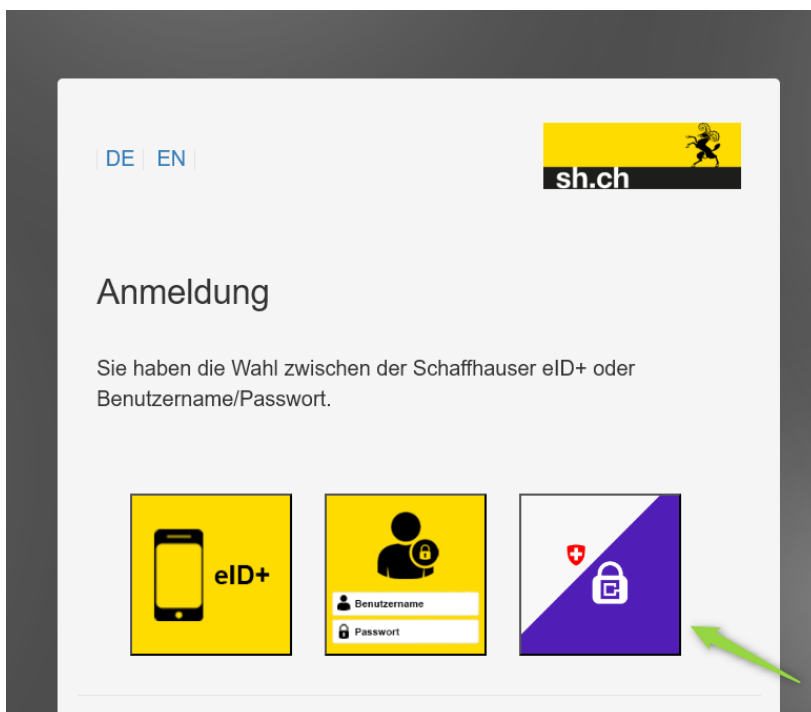 DE EN
sh.ch
Anmeldung
Sie haben die Wahl zwischen der Schaffhauser eID+ oder
Benutzername/Passwort.
eID+
Benutzername
Passwort